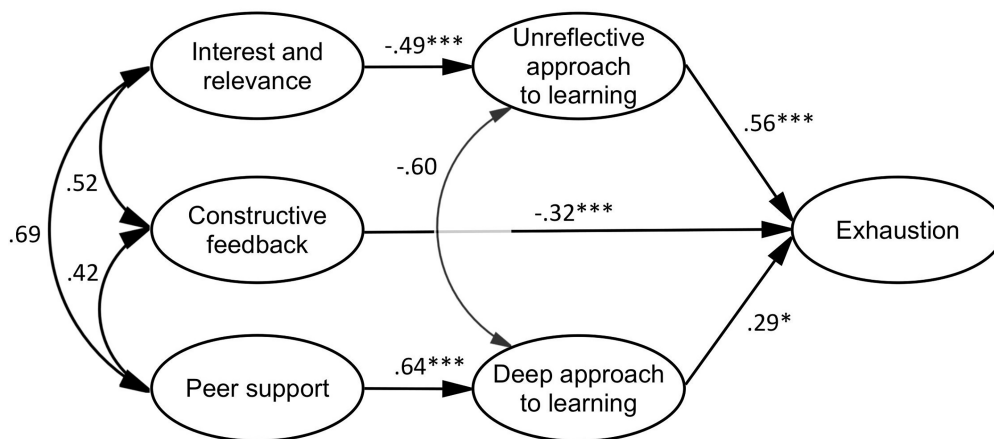 Interest and
relevance
-.49***
Unreflective
approach
to learning
.56***
.52
-.60
.69
Constructive
feedback
-.32***
Exhaustion
.42
.29*
Peer support
.64***
Deep approach
to learning